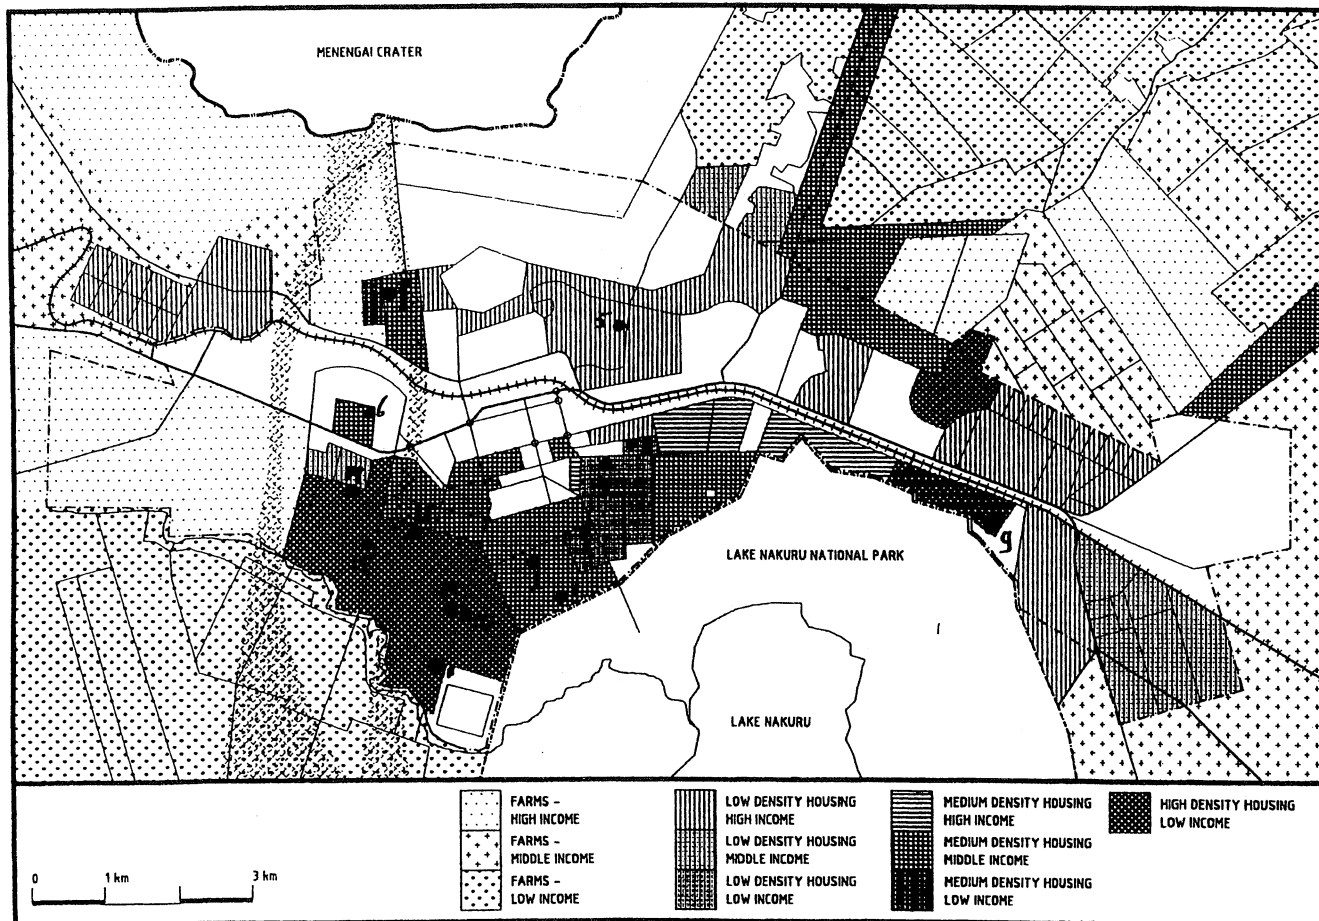 MENENGAI CRATER
5
6
9
LAKE NAKURU NATIONAL PARK
LAKE NAKURU
0 1 km 3 km
FARMS -
HIGH INCOME
FARMS -
MIDDLE INCOME
FARMS -
LOW INCOME
LOW DENSITY HOUSING
HIGH INCOME
LOW DENSITY HOUSING
MIDDLE INCOME
LOW DENSITY HOUSING
LOW INCOME
MEDIUM DENSITY HOUSING
HIGH INCOME
MEDIUM DENSITY HOUSING
MIDDLE INCOME
MEDIUM DENSITY HOUSING
LOW INCOME
HIGH DENSITY HOUSING
LOW INCOME